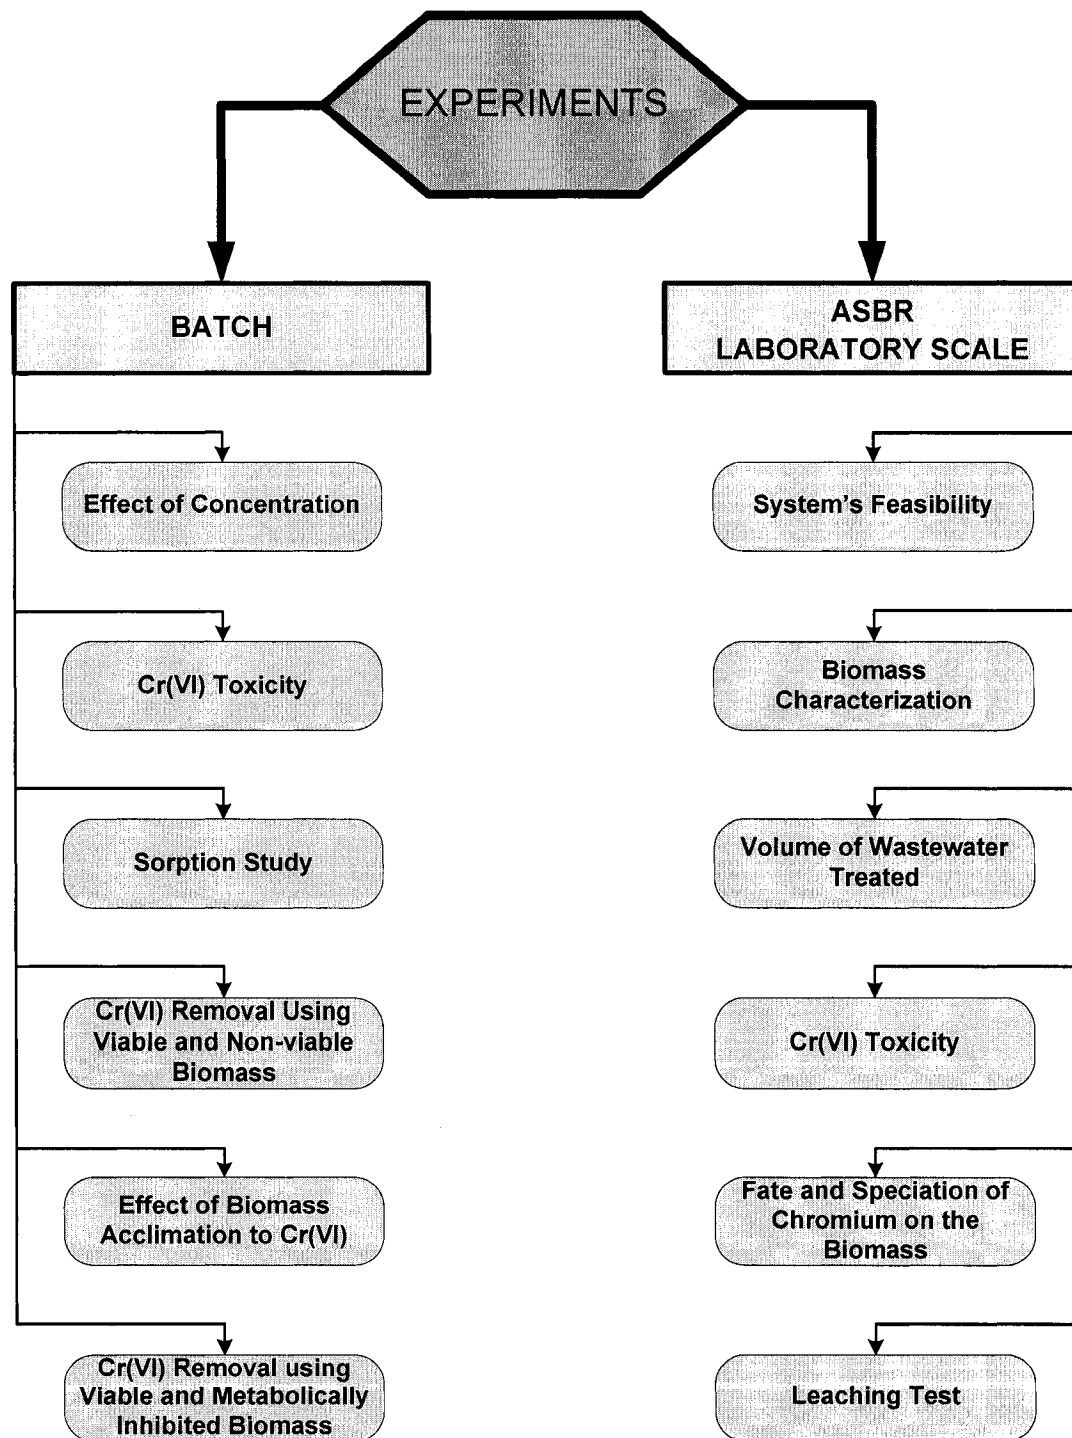 EXPERIMENTS
BATCH
ASBR
LABORATORY SCALE
Effect of Concentration
Cr(VI) Toxicity
Sorption Study
Cr(VI) Removal Using
Viable and Non-viable
Biomass
Effect of Biomass
Acclimation to Cr(VI)
Cr(VI) Removal using
Viable and Metabolically
Inhibited Biomass
System's Feasibility
Biomass
Characterization
Volume of Wastewater
Treated
Cr(VI) Toxicity
Fate and Speciation of
Chromium on the
Biomass
Leaching Test